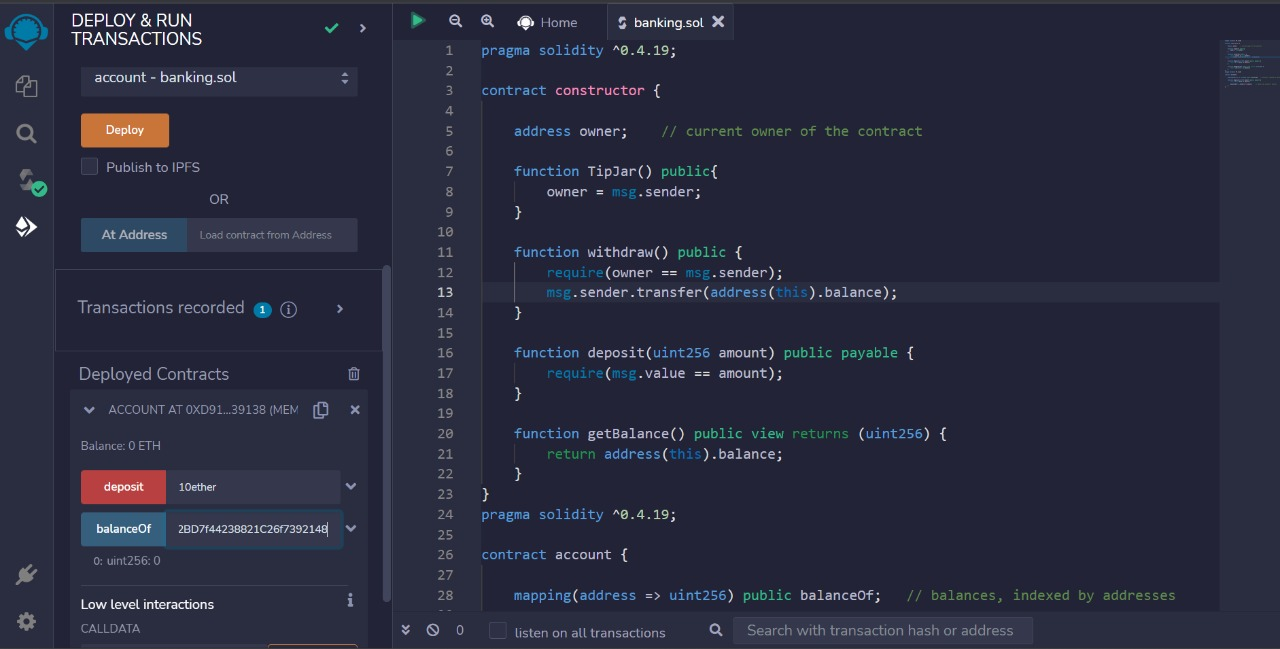 DEPLOY & RUN
TRANSACTIONS
account - banking.sol
Deploy
Publish to IPFS
OR
At Address
Load contract from Address
Transactions recorded 1 i
Deployed Contracts
ACCOUNT AT 0XD91...39138 (MEM
Balance: 0 ETH
deposit
10ether
balanceOf
2BD7f44238821C26f7392148
0: uint256: 0
Low level interactions i
CALLDATA
Home
banking.sol
1 pragma solidity ^0.4.19;
2
3 contract constructor {
4
5 address owner; // current owner of the contract
6
7 function TipJar() public{
8 owner = msg.sender;
9 }
10
11 function withdraw() public {
12 require(owner == msg.sender);
13 msg.sender.transfer(address(this).balance);
14 }
15
16 function deposit(uint256 amount) public payable {
17 require(msg.value == amount);
18 }
19
20 function getBalance() public view returns (uint256) {
21 return address(this).balance;
22 }
23 }
24 pragma solidity ^0.4.19;
25
26 contract account {
27
28 mapping(address => uint256) public balanceOf; // balances, indexed by addresses
0
listen on all transactions
Search with transaction hash or address